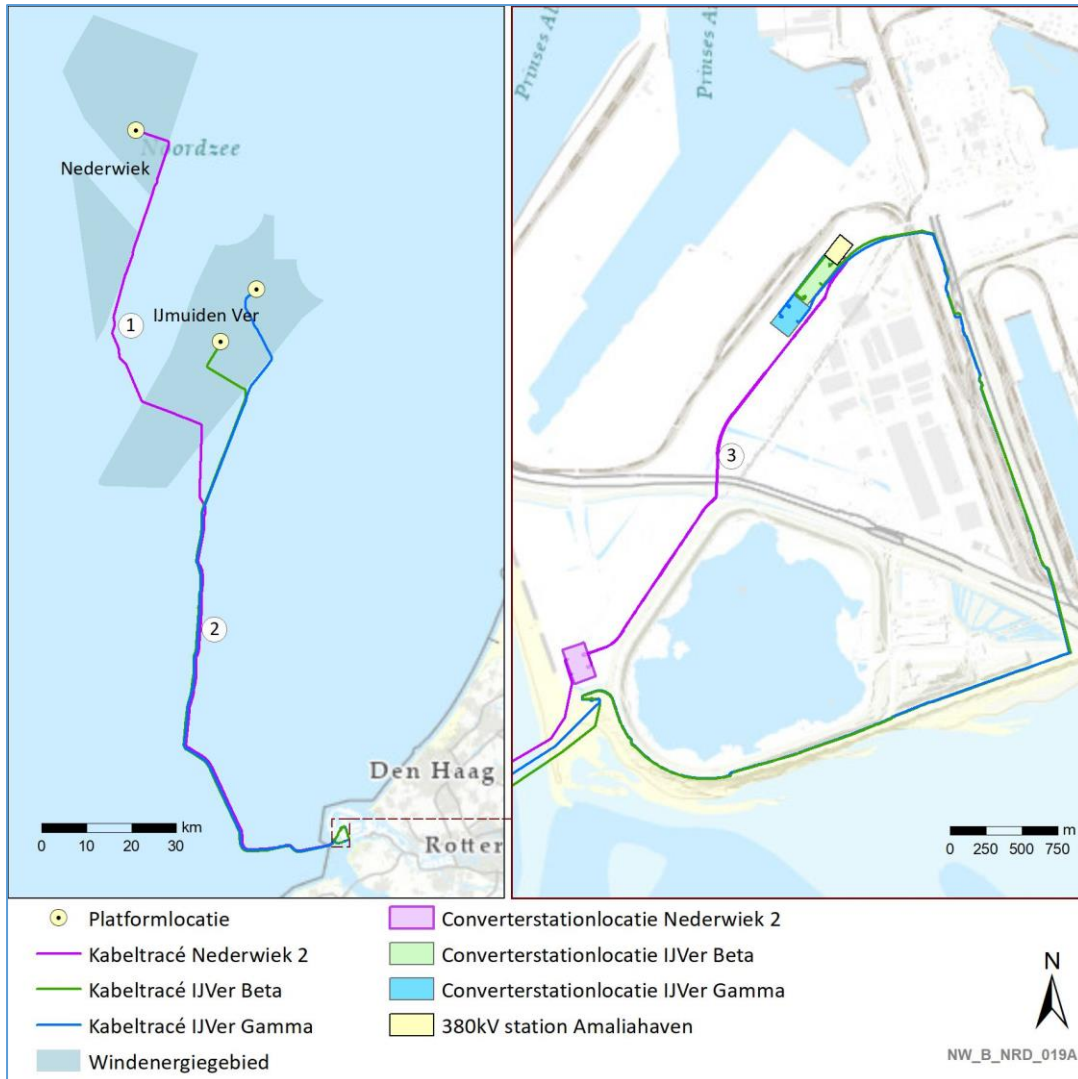 Prinses Al
Prinses A
Noordzee
Nederwiek
IJmuiden Ver
1
2
3
Den Haag
Rotter
km
0 10 20 30
m
0 250 500 750
Platformlocatie
Kabeltracé Nederwiek 2
Kabeltracé IJVer Beta
Kabeltracé IJVer Gamma
Windenergiegebied
Converterstationlocatie Nederwiek 2
Converterstationlocatie IJVer Beta
Converterstationlocatie IJVer Gamma
380kV station Amaliahaven
N
NW_B_NRD_019A